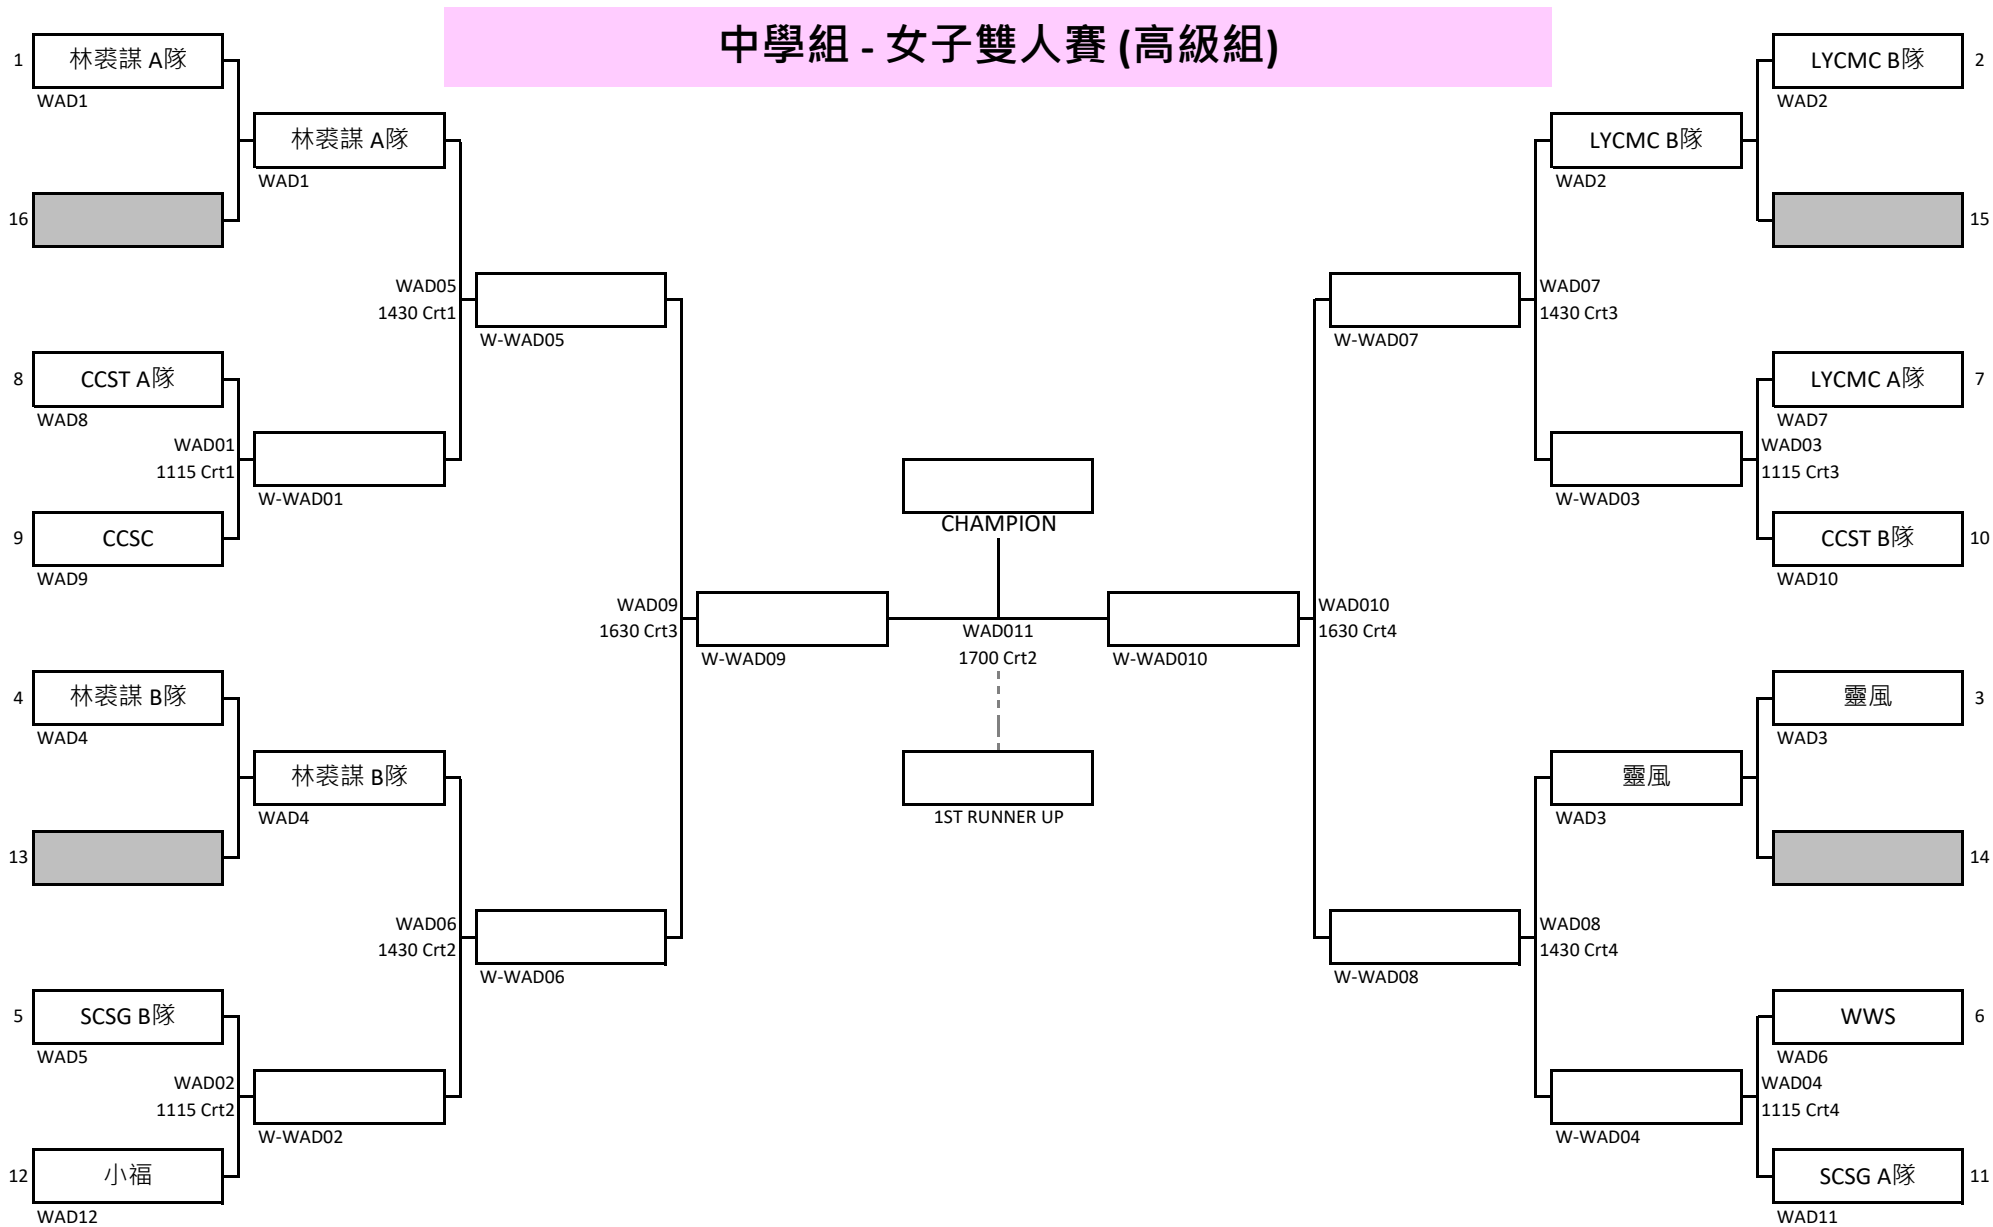 中學組 - 女子雙人賽 (高級組)
1
林裘謀 A隊
WAD1
林裘謀 A隊
WAD1
16
WAD05
1430 Crt1
W-WAD05
8
CCST A隊
WAD8
WAD01
1115 Crt1
W-WAD01
9
CCSC
WAD9
WAD09
1630 Crt3
W-WAD09
4
林裘謀 B隊
WAD4
林裘謀 B隊
WAD4
13
WAD06
1430 Crt2
W-WAD06
5
SCSG B隊
WAD5
WAD02
1115 Crt2
W-WAD02
12
小福
WAD12
CHAMPION
WAD011
1700 Crt2
1ST RUNNER UP
LYCMC B隊
2
WAD2
LYCMC B隊
WAD2
15
WAD07
1430 Crt3
W-WAD07
LYCMC A隊
7
WAD7
WAD03
1115 Crt3
W-WAD03
CCST B隊
10
WAD10
WAD010
1630 Crt4
W-WAD010
靈風
3
WAD3
靈風
WAD3
14
WAD08
1430 Crt4
W-WAD08
WWS
6
WAD6
WAD04
1115 Crt4
W-WAD04
SCSG A隊
11
WAD11